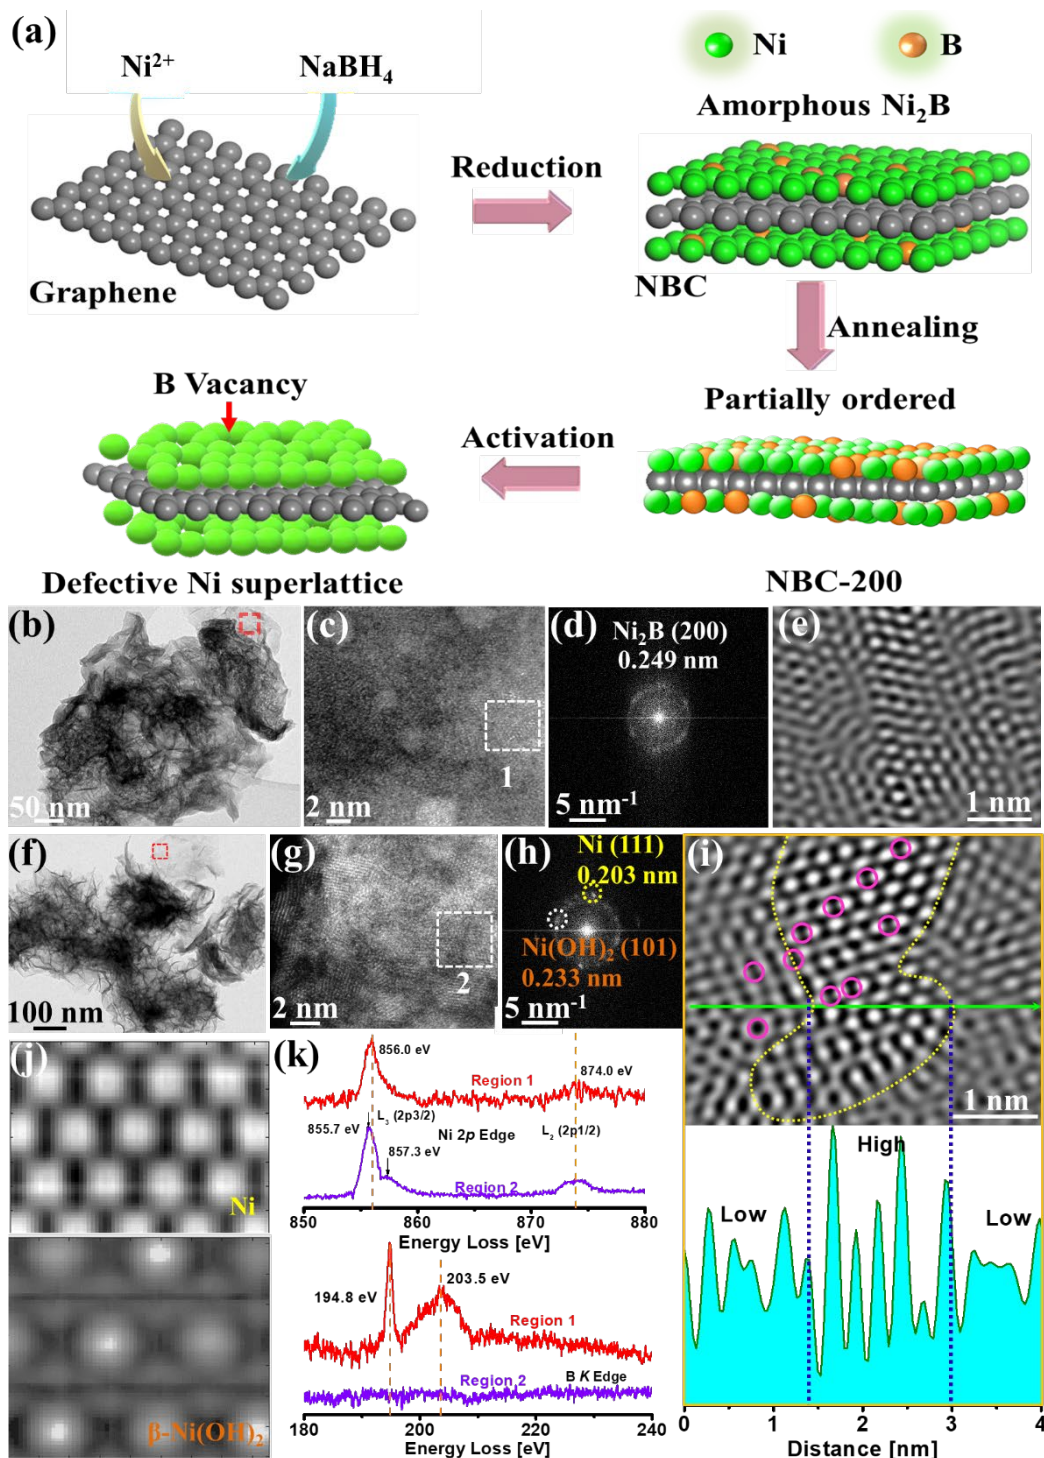 (a)
Ni²⁺
NaBH₄
Ni
B
Amorphous Ni₂B
Reduction
Graphene
NBC
Annealing
B Vacancy
Partially ordered
Activation
Defective Ni superlattice
NBC-200
(b)
50 nm
(c)
1
2 nm
(d)
Ni₂B (200)
0.249 nm
5 nm⁻¹
(e)
1 nm
(f)
100 nm
(g)
2
2 nm
(h)
Ni (111)
0.203 nm
Ni(OH)₂ (101)
0.233 nm
5 nm⁻¹
(i)
1 nm
High
Low
Low
0 1 2 3 4
Distance [nm]
(j)
Ni
β-Ni(OH)₂
(k)
856.0 eV
Region 1
874.0 eV
L₃ (2p3/2)
855.7 eV
Ni 2p Edge
L₂ (2p1/2)
857.3 eV
Region 2
850 860 870 880
Energy Loss [eV]
203.5 eV
194.8 eV
Region 1
Region 2
B K Edge
180 200 220 240
Energy Loss [eV]